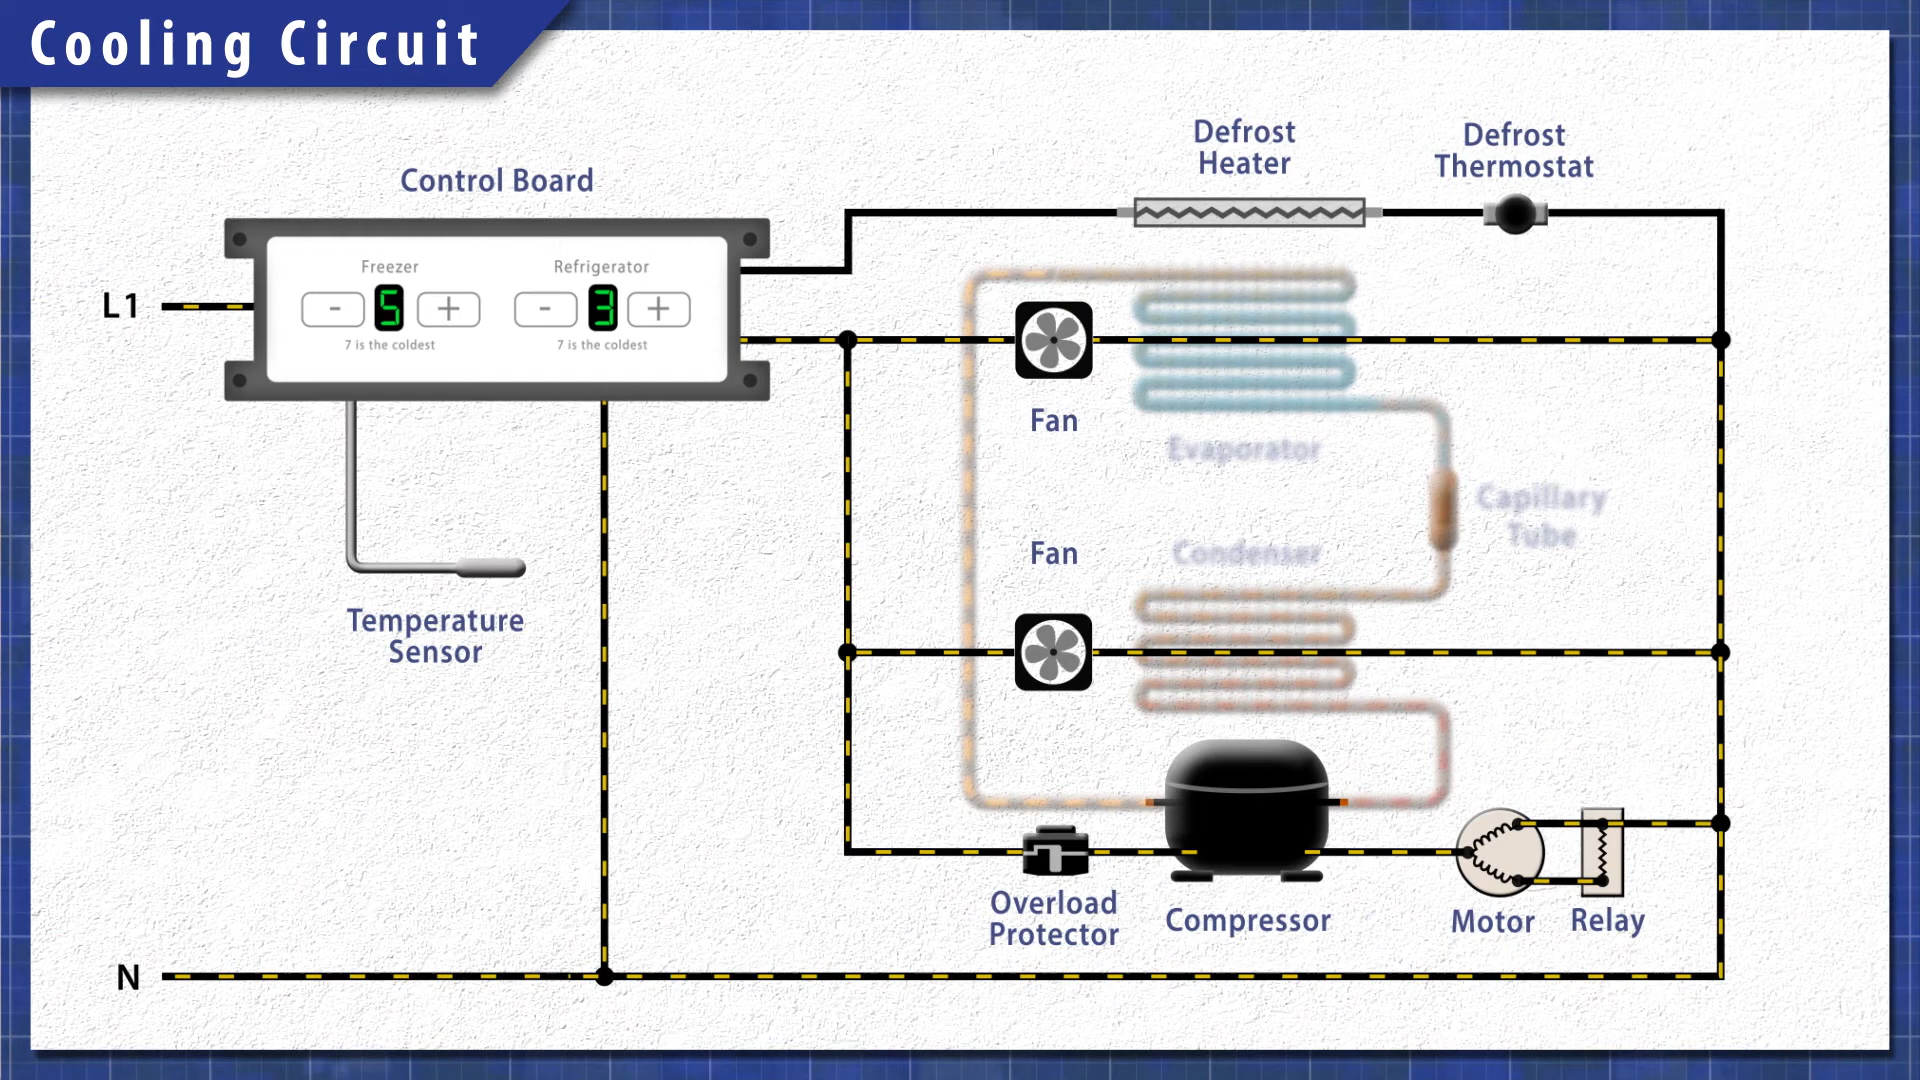 Cooling Circuit
Defrost
Heater
Defrost
Thermostat
Control Board
Freezer
Refrigerator
L1
- 5 +
- 3 +
7 is the coldest
7 is the coldest
Fan
Evaporator
Capillary
Tube
Fan
Condenser
Temperature
Sensor
Overload
Protector
Compressor
Motor
Relay
N